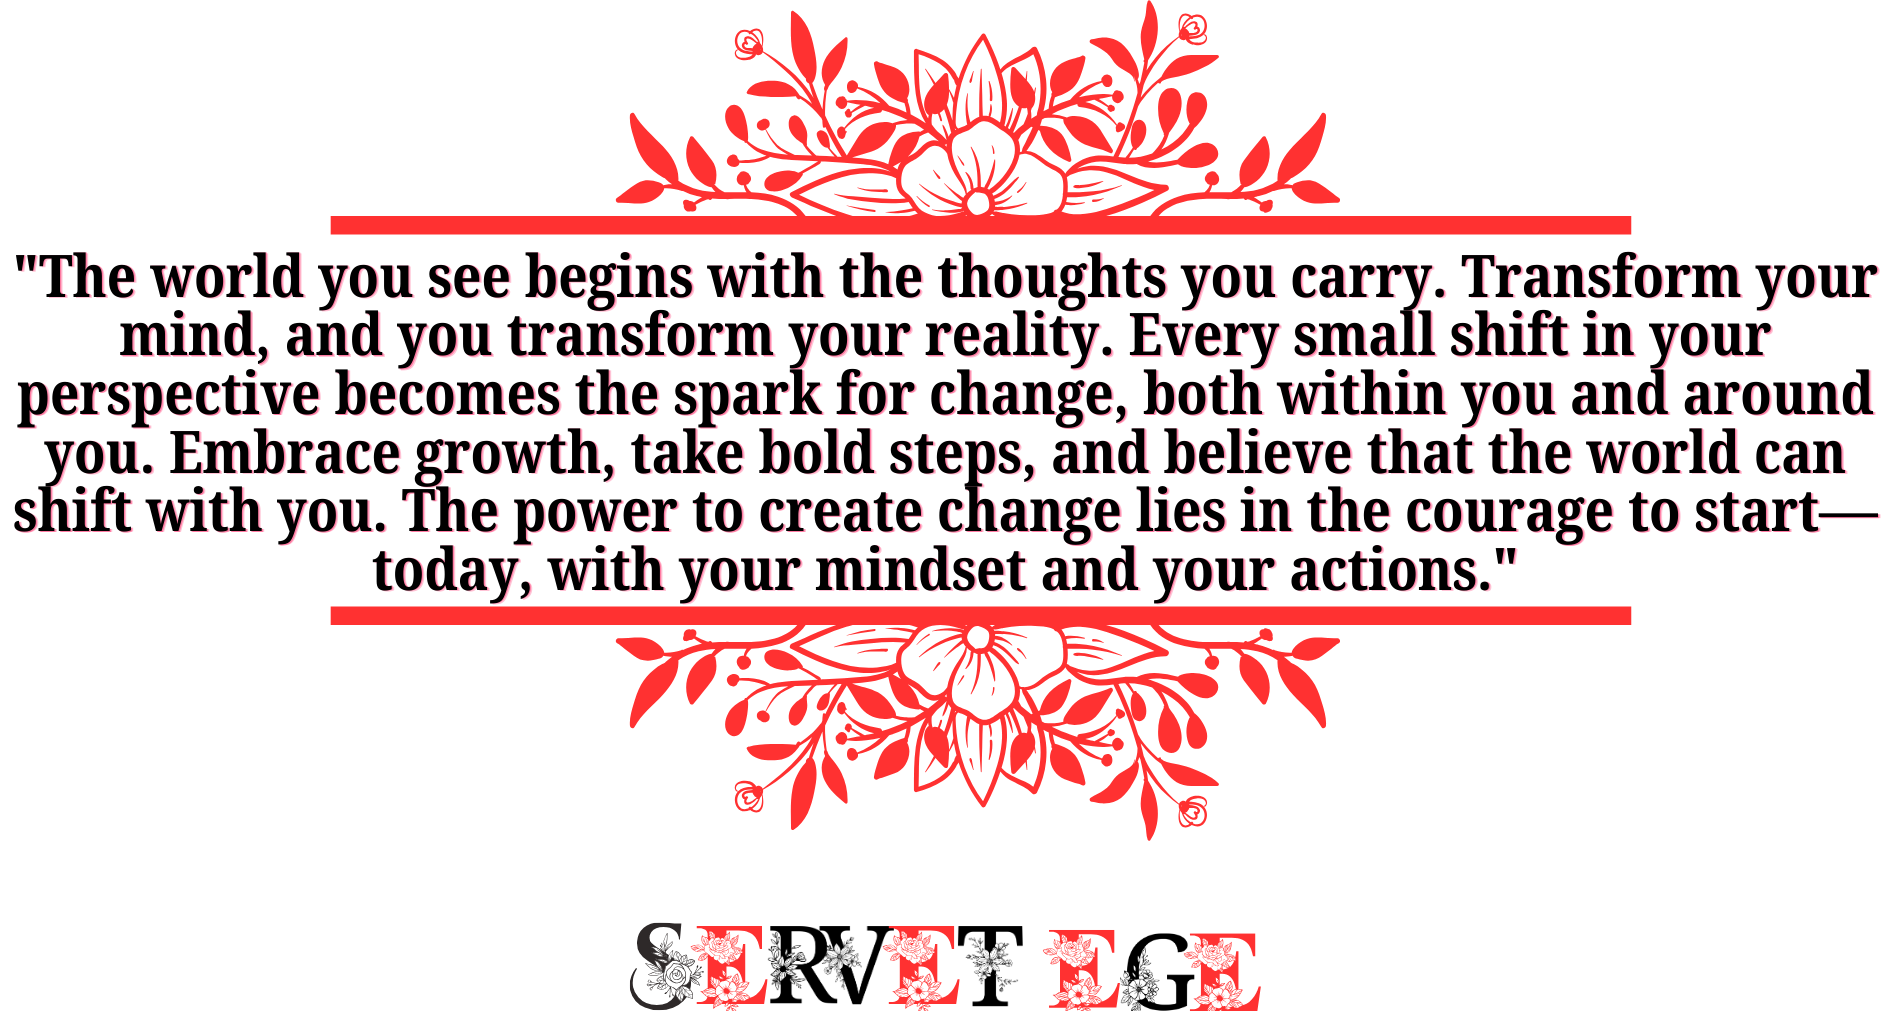 "The world you see begins with the thoughts you carry. Transform your
mind, and you transform your reality. Every small shift in your
perspective becomes the spark for change, both within you and around
you. Embrace growth, take bold steps, and believe that the world can
shift with you. The power to create change lies in the courage to start—
today, with your mindset and your actions."
SERVET EGE